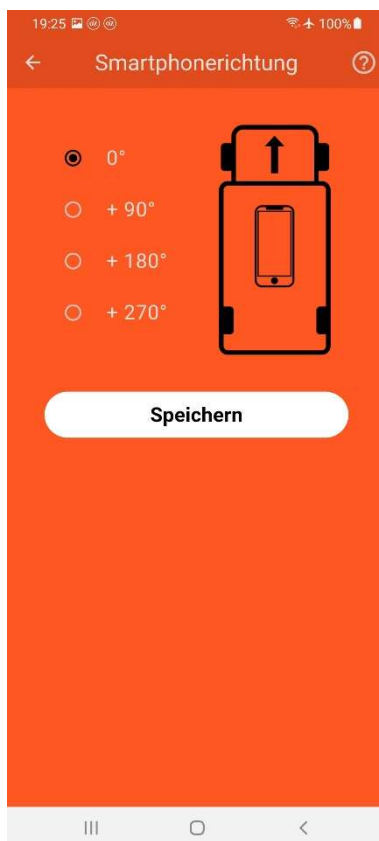 19:25 100%
Smartphonerichtung ?
0°
+ 90°
+ 180°
+ 270°
Speichern